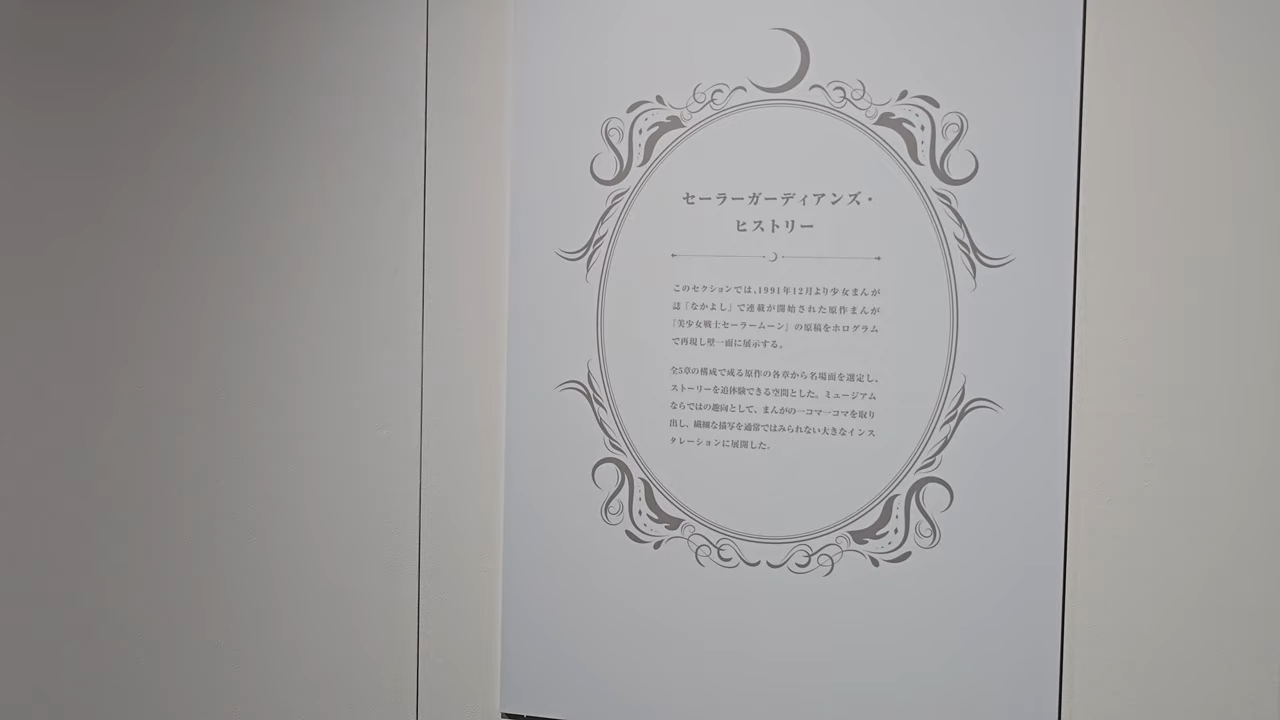 セーラーガーディアンズ・
ヒストリー
このセクションでは、1991年12月より少女まんが
誌『なかよし』で連載が開始された原作まんが
『美少女戦士セーラームーン』の原稿をホログラム
で再現し壁一面に展示する。
全5章の構成で成る原作の各章から名場面を選定し、
ストーリーを追体験できる空間とした。ミュージアム
ならではの趣向として、まんがの一コマ一コマを取り
出し、繊細な描写を通常ではみられない大きなインス
タレーションに展開した。